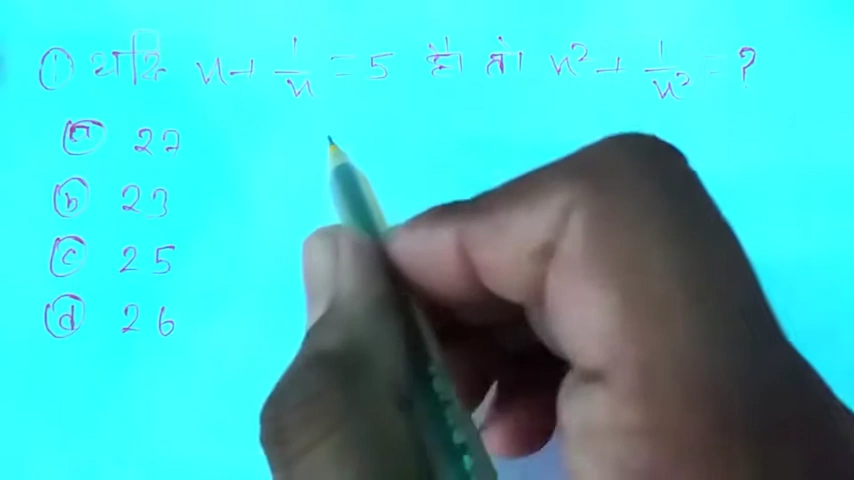 ① यदि x + 1/x = 5 हो तो x² + 1/x² = ?
ⓐ 27
ⓑ 23
ⓒ 25
ⓓ 26